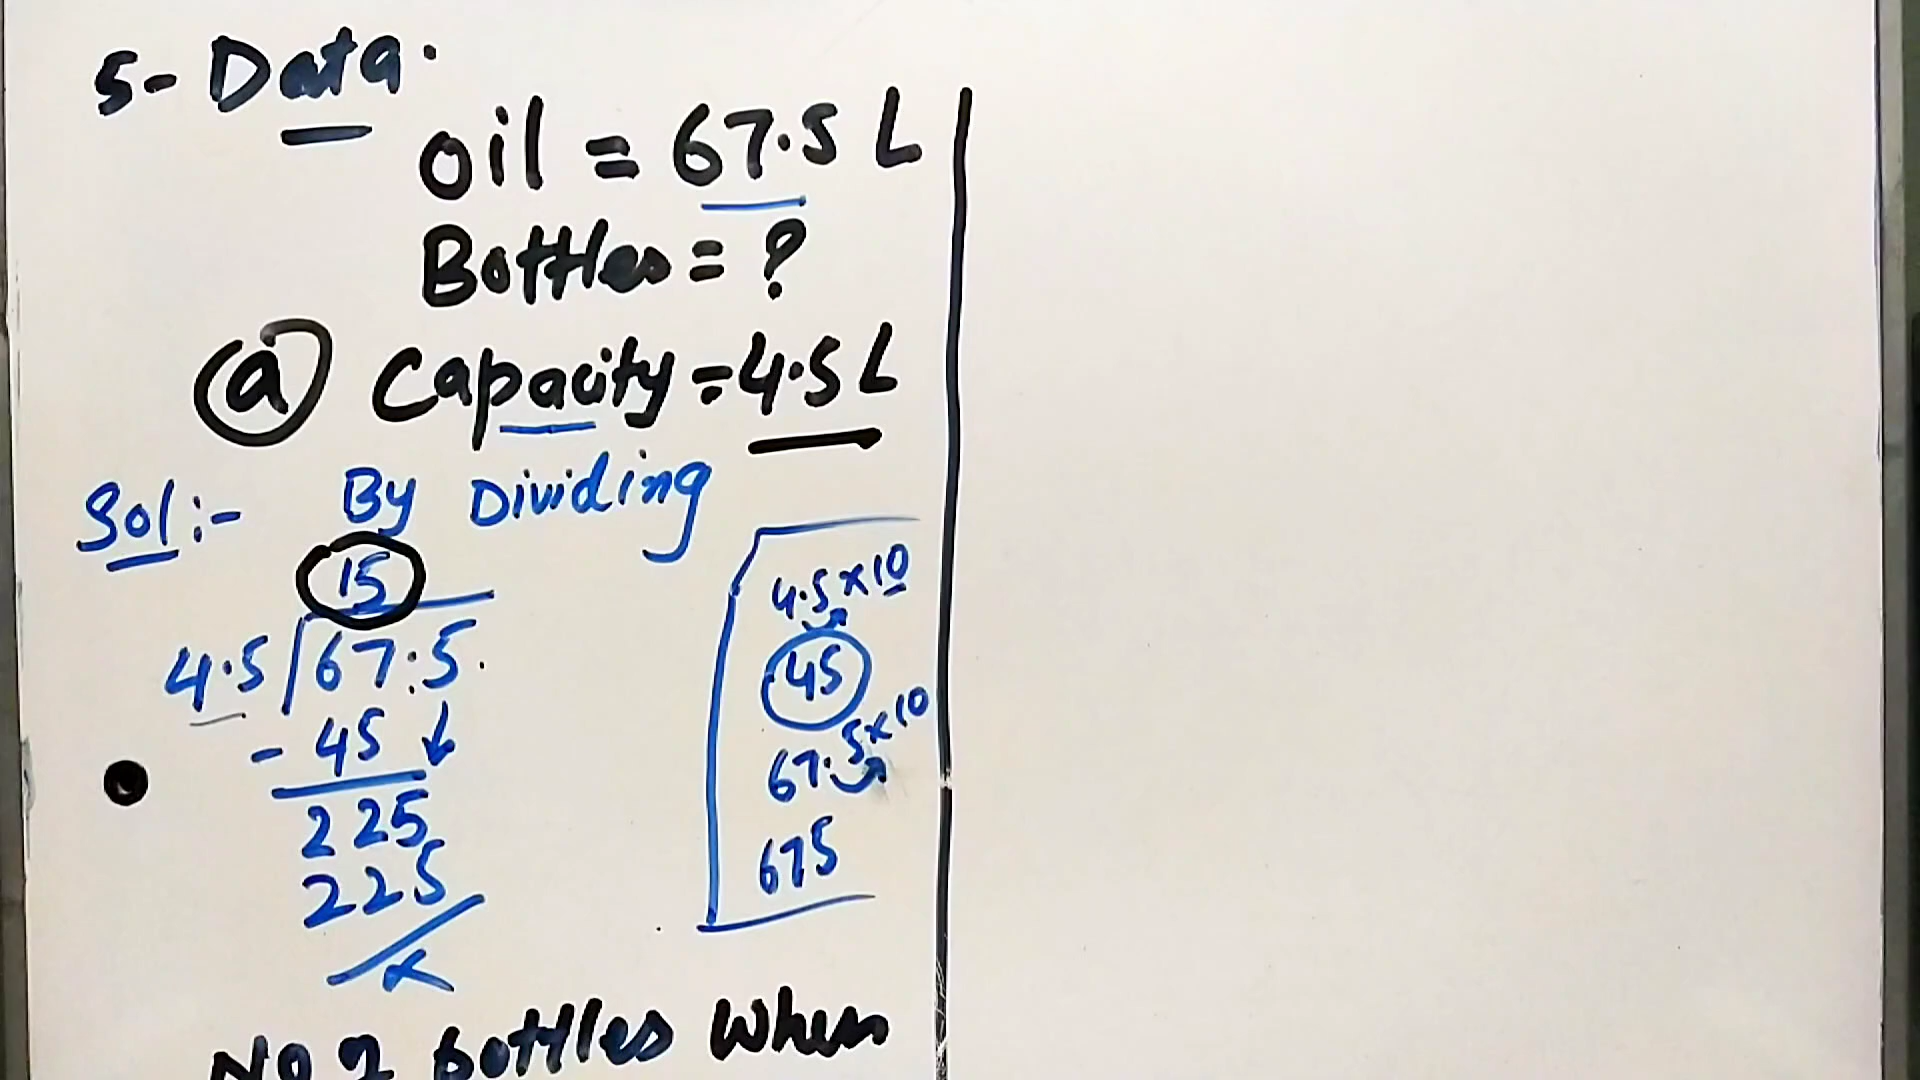 5- Data.
Oil = 67.5 L
Bottles = ?
(a) Capacity = 4.5 L
Sol:- By Dividing
15
4.5 67.5
- 45
225
225
x
4.5 x 10
45
67.5 x 10
675
No of bottles When